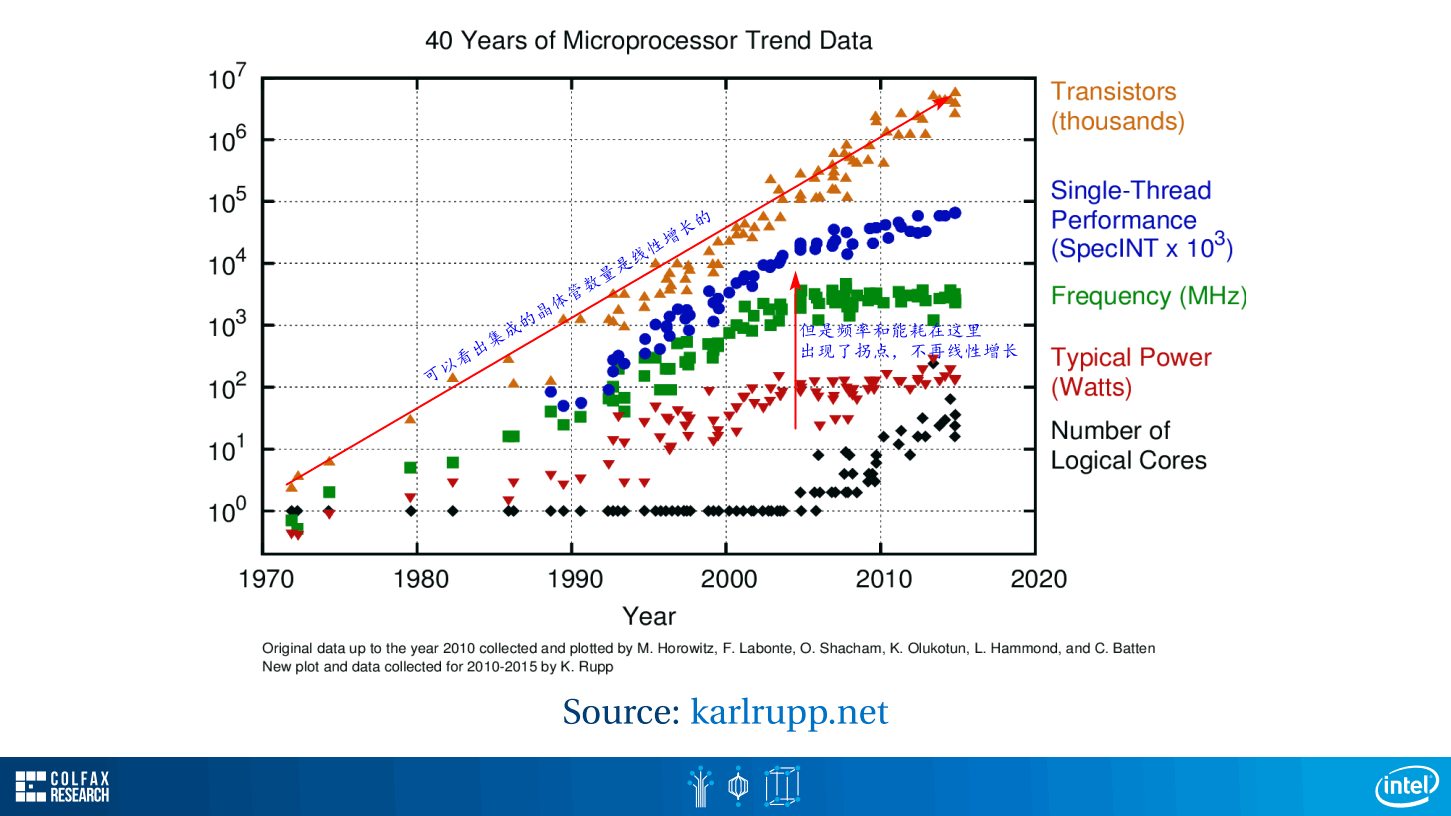 40 Years of Microprocessor Trend Data
10^7
10^6
10^5
10^4
10^3
10^2
10^1
10^0
1970 1980 1990 2000 2010 2020
Year
Transistors
(thousands)
Single-Thread
Performance
(SpecINT x 10^3)
Frequency (MHz)
Typical Power
(Watts)
Number of
Logical Cores
可以看出集成的晶体管数量是线性增长的
但是频率和能耗在这里
出现了拐点，不再线性增长
Original data up to the year 2010 collected and plotted by M. Horowitz, F. Labonte, O. Shacham, K. Olukotun, L. Hammond, and C. Batten
New plot and data collected for 2010-2015 by K. Rupp
Source: karlrupp.net
COLFAX
RESEARCH
intel